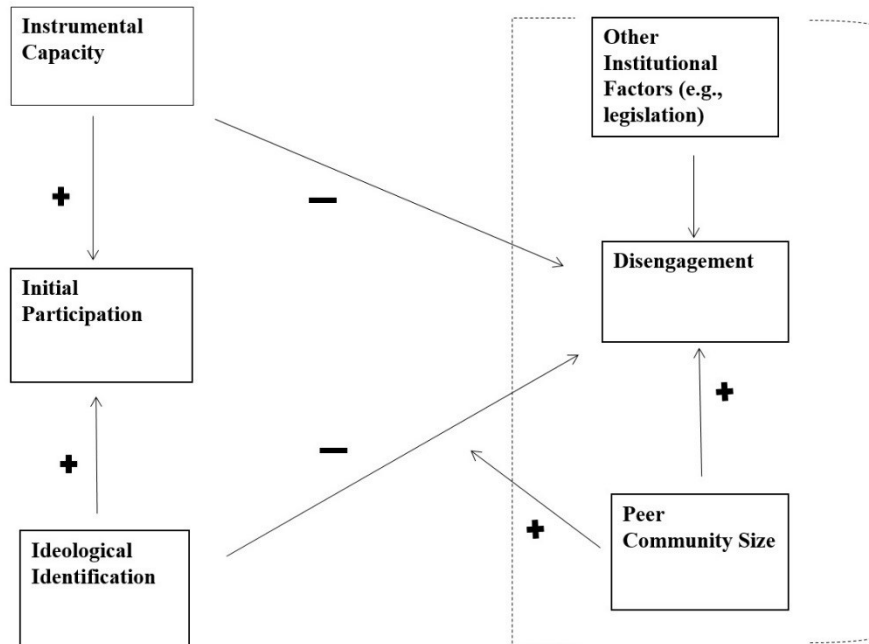 Instrumental
Capacity
Other
Institutional
Factors (e.g.,
legislation)
+
−
Initial
Participation
Disengagement
+
−
+
+
Ideological
Identification
Peer
Community Size